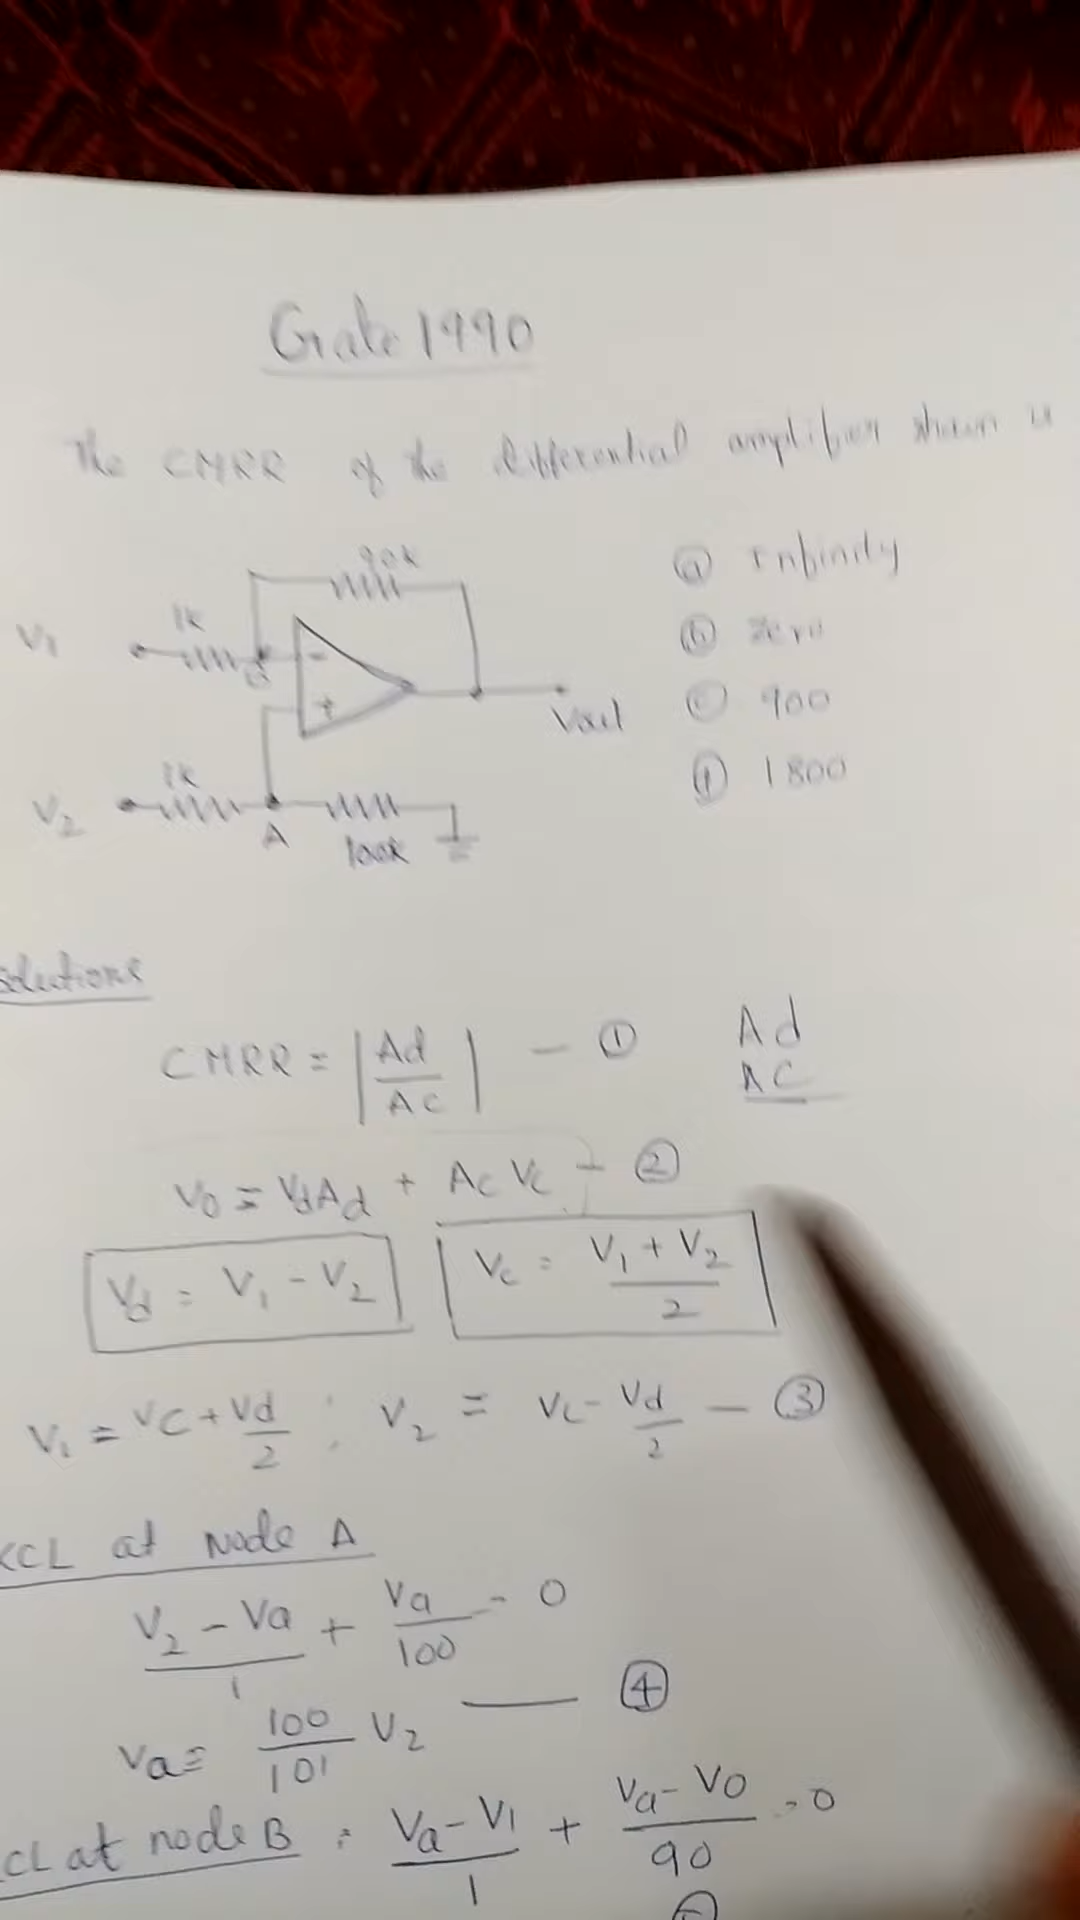 Gate 1990
The CMRR of the differential amplifier shown is
90k
1k
V1
B
-
+
Vout
1k
V2
A
100k
ⓐ Infinity
ⓑ zero
ⓒ 900
ⓓ 1800
Solutions
CMRR = |Ad/AC| — ①
Ad
AC
V0 = VdAd + Ac Vc — ②
Vd = V1 - V2
Vc = (V1 + V2)/2
V1 = VC + Vd/2 ; V2 = Vc - Vd/2 — ③
KCL at Node A
(V2 - Va)/1 + Va/100 = 0
Va = 100/101 V2 — ④
CL at node B : (Va - V1)/1 + (Va - V0)/90 = 0